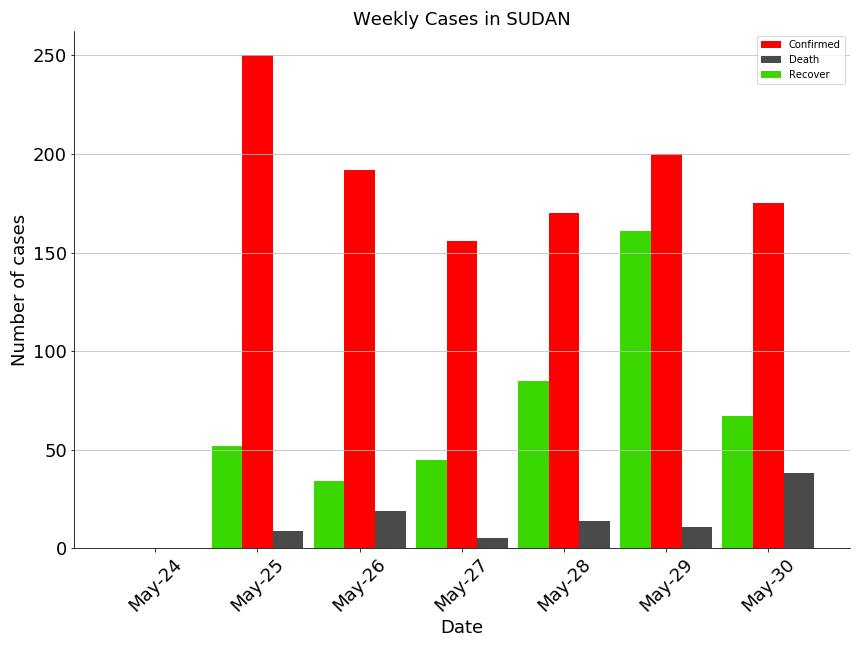 Weekly Cases in SUDAN
Confirmed
Death
Recover
Number of cases
250
200
150
100
50
0
May-24
May-25
May-26
May-27
May-28
May-29
May-30
Date